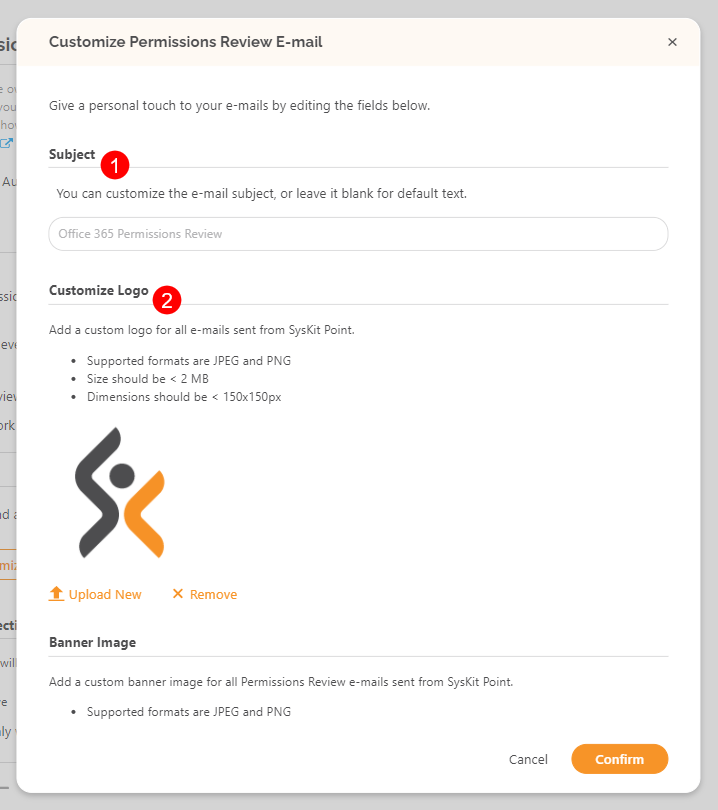 Customize Permissions Review E-mail
×
Give a personal touch to your e-mails by editing the fields below.
Subject 1
You can customize the e-mail subject, or leave it blank for default text.
Office 365 Permissions Review
Customize Logo 2
Add a custom logo for all e-mails sent from SysKit Point.
• Supported formats are JPEG and PNG
• Size should be < 2 MB
• Dimensions should be < 150x150px
Upload New × Remove
Banner Image
Add a custom banner image for all Permissions Review e-mails sent from SysKit Point.
• Supported formats are JPEG and PNG
Cancel Confirm